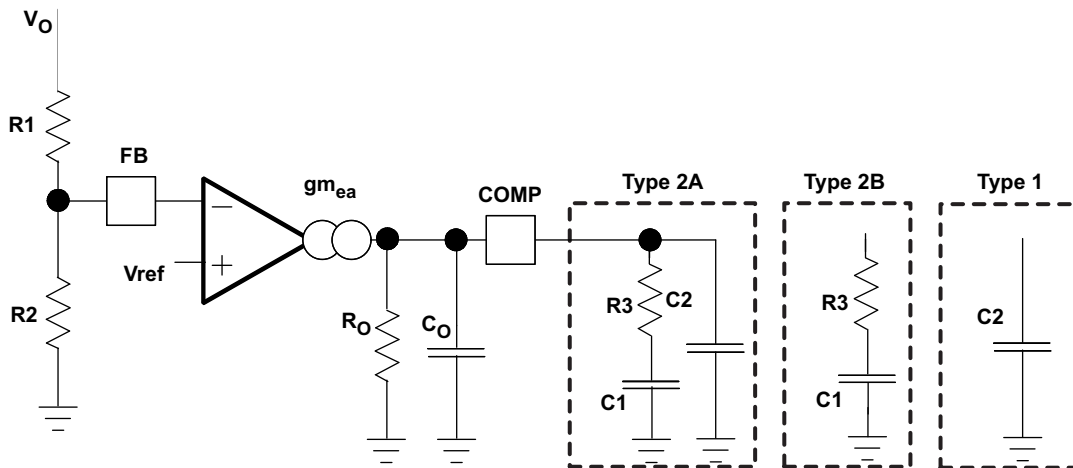 VO
R1
FB
gmea
COMP
Type 2A
Type 2B
Type 1
Vref
R2
RO
CO
R3
C2
C1
R3
C1
C2
−
+